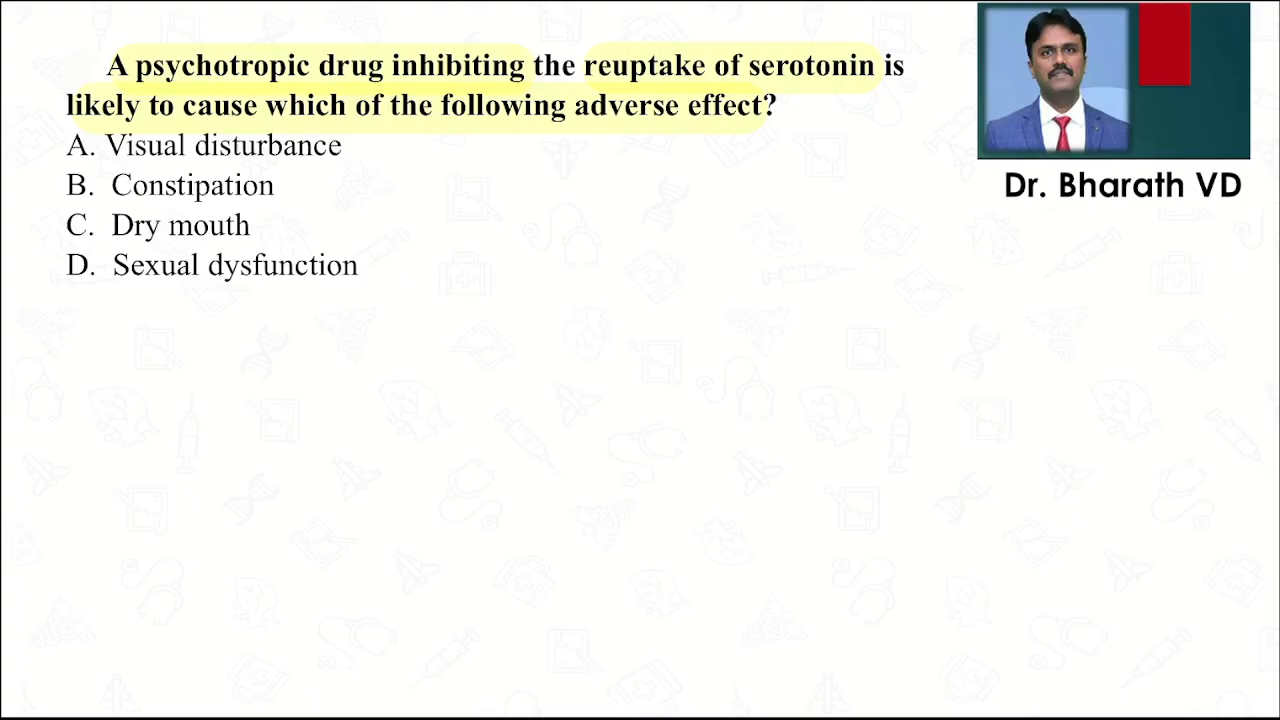 A psychotropic drug inhibiting the reuptake of serotonin is
likely to cause which of the following adverse effect?
A. Visual disturbance
B. Constipation
C. Dry mouth
D. Sexual dysfunction
Dr. Bharath VD